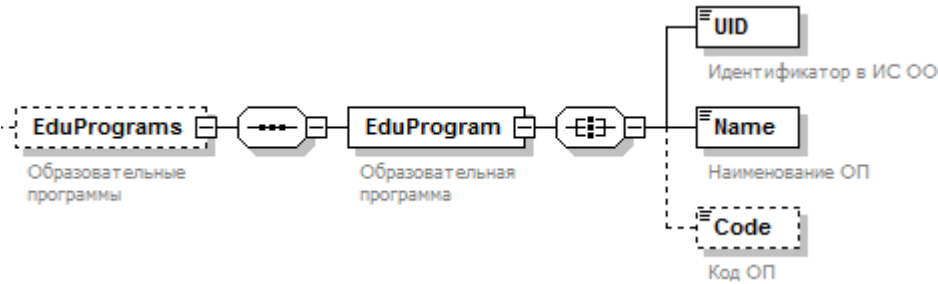 UID
Идентификатор в ИС ОО
EduPrograms
EduProgram
Name
Образовательные
программы
Образовательная
программа
Наименование ОП
Code
Код ОП